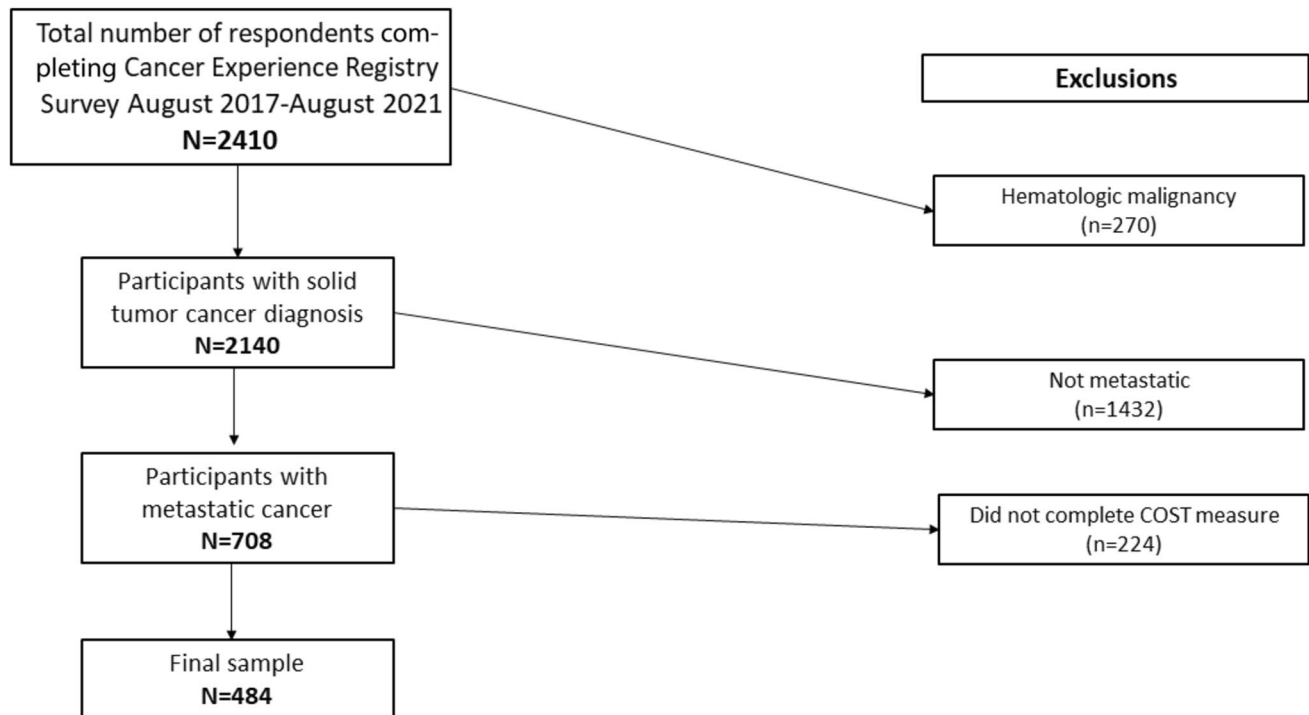 Total number of respondents com-
pleting Cancer Experience Registry
Survey August 2017-August 2021
N=2410
Exclusions
Hematologic malignancy
(n=270)
Participants with solid
tumor cancer diagnosis
N=2140
Not metastatic
(n=1432)
Participants with
metastatic cancer
N=708
Did not complete COST measure
(n=224)
Final sample
N=484